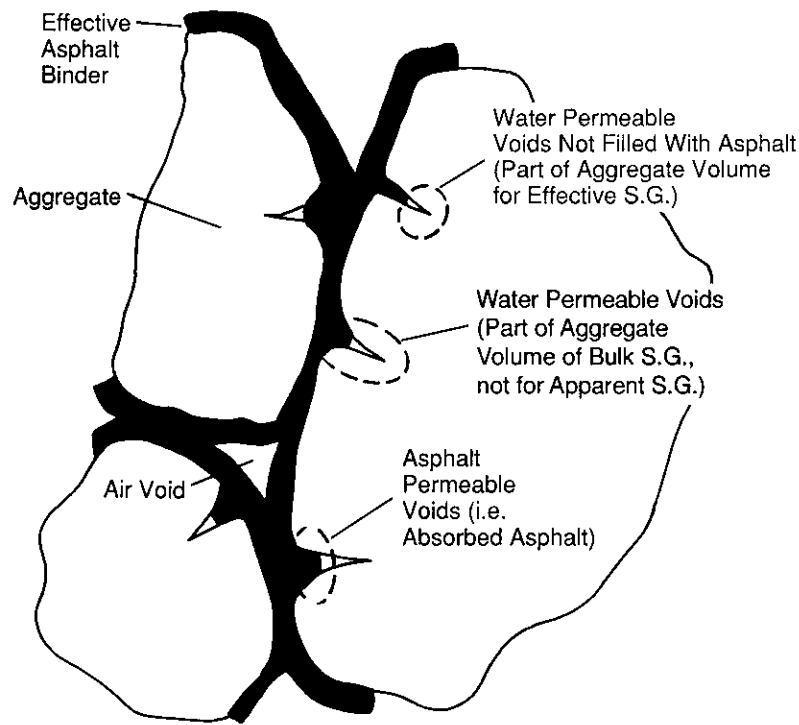 Effective
Asphalt
Binder
Water Permeable
Voids Not Filled With Asphalt
(Part of Aggregate Volume
for Effective S.G.)
Aggregate
Water Permeable Voids
(Part of Aggregate
Volume of Bulk S.G.,
not for Apparent S.G.)
Asphalt
Permeable
Voids (i.e.
Absorbed Asphalt)
Air Void